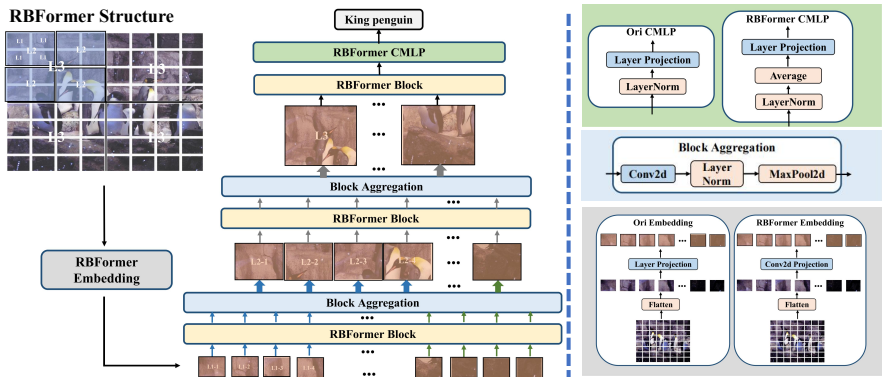 RBFormer Structure
L1
L1
L2
L1
L1
L2
L3
L3
L2
L2
L3
L3
RBFormer
Embedding
King penguin
RBFormer CMLP
RBFormer Block
...
...
L3
...
...
Block Aggregation
...
RBFormer Block
...
L2-1
L2-2
L2-3
L2-4
...
Block Aggregation
...
RBFormer Block
...
L1-1
L1-2
L1-3
L1-4
...
Ori CMLP
Layer Projection
LayerNorm
RBFormer CMLP
Layer Projection
Average
LayerNorm
Block Aggregation
Conv2d
Layer
Norm
MaxPool2d
Ori Embedding
...
Layer Projection
...
Flatten
RBFormer Embedding
...
Conv2d Projection
...
Flatten